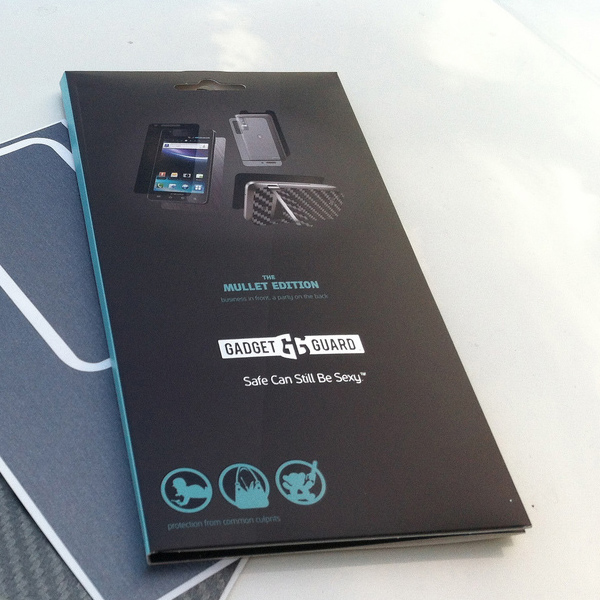 THE
MULLET EDITION
business in front, a party on the back
GADGET GG GUARD
Safe Can Still Be Sexy™
protection from common culprits